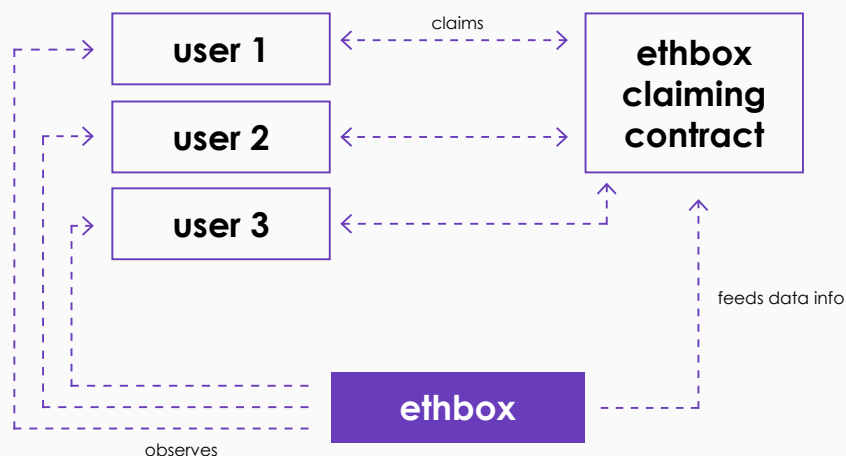 claims
user 1
ethbox
claiming
contract
user 2
user 3
feeds data info
ethbox
observes